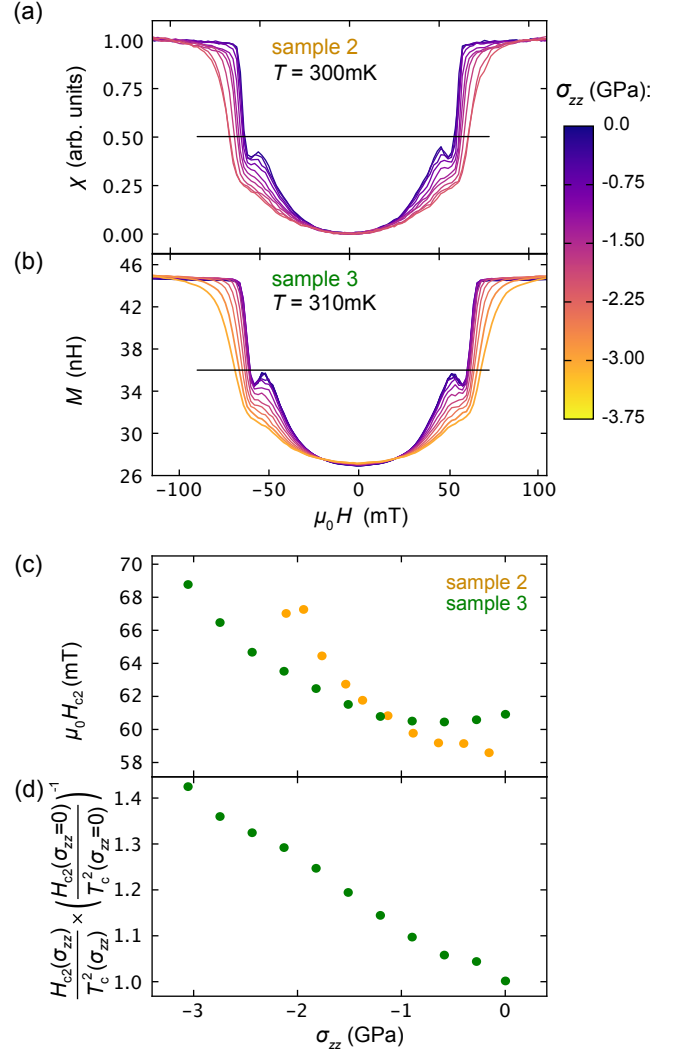 (a)
sample 2
T = 300mK
χ (arb. units)
1.00
0.75
0.50
0.25
0.00
σzz (GPa):
0.0
-0.75
-1.50
-2.25
-3.00
-3.75
(b)
sample 3
T = 310mK
M (nH)
46
41
36
31
26
−100
−50
0
50
100
μ0H (mT)
(c)
sample 2
sample 3
μ0Hc2(mT)
70
68
66
64
62
60
58
(d)
Hc2(σzz)/Tc²(σzz) × (Hc2(σzz=0)/Tc²(σzz=0))⁻¹
1.4
1.3
1.2
1.1
1.0
−3
−2
−1
0
σzz (GPa)